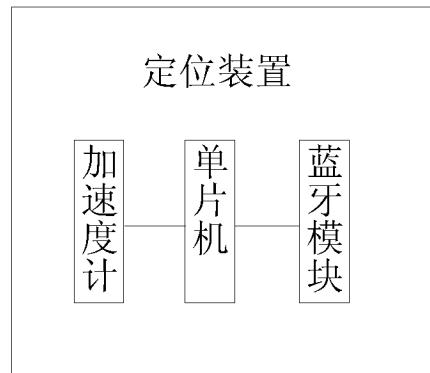 定位装置
加速度计
单片机
蓝牙模块